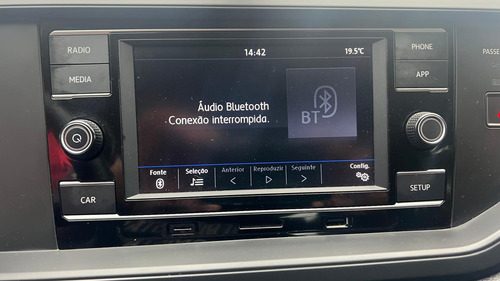 RADIO
MEDIA
CAR
14:42
19.5°C
Áudio Bluetooth
Conexão interrompida.
BT
Fonte
Seleção
Anterior
Reproduzir
Seguinte
Config.
PHONE
APP
SETUP
PASSE